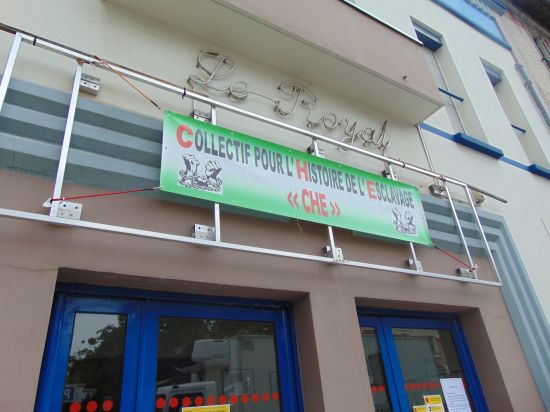 Le Royal
COLLECTIF POUR L'HISTOIRE DE L'ESCLAVAGE
« CHE »